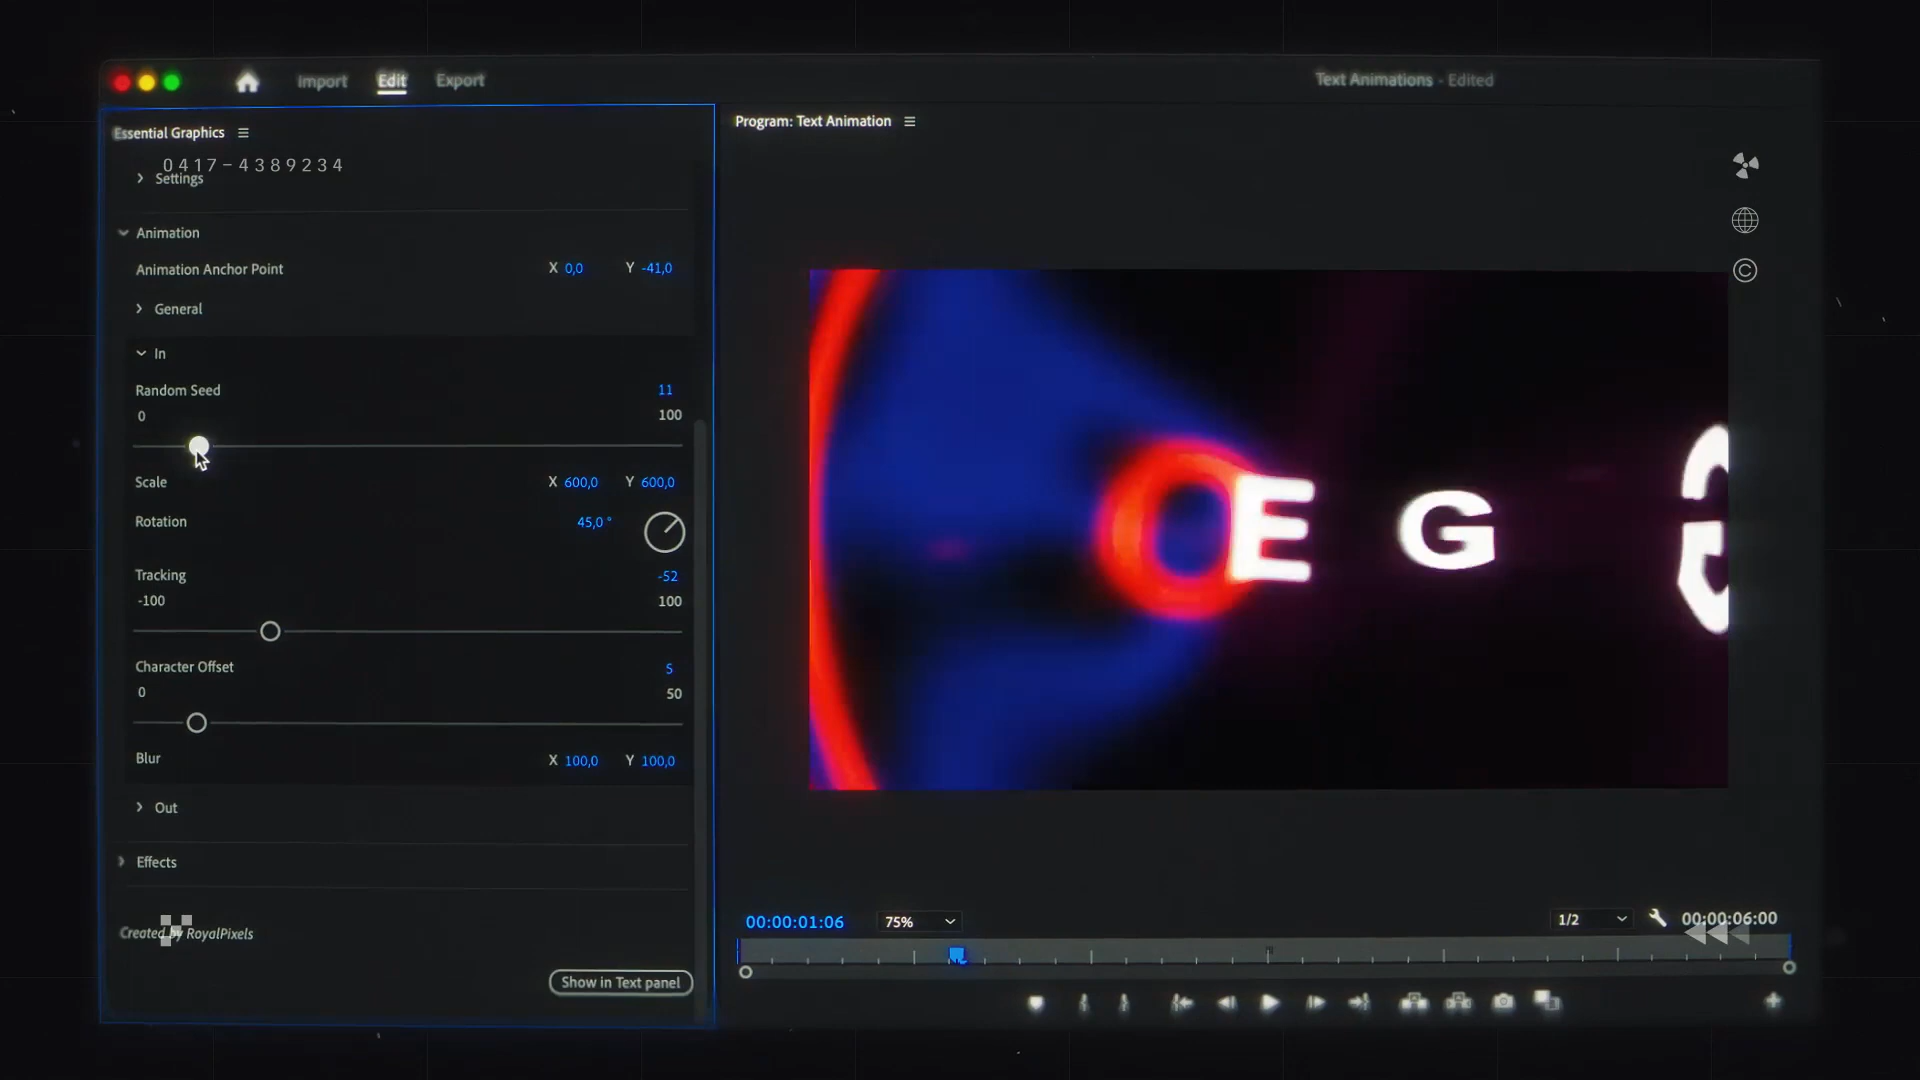 Import Edit Export
Text Animations - Edited
Essential Graphics
0417-4389234
Settings
Animation
Animation Anchor Point X 0,0 Y -41,0
General
In
Random Seed 11
0 100
Scale X 600,0 Y 600,0
Rotation 45,0 °
Tracking -52
-100 100
Character Offset 5
0 50
Blur X 100,0 Y 100,0
Out
Effects
Created by RoyalPixels
Show in Text panel
Program: Text Animation
©
O E G
00:00:01:06 75% 1/2 00:00:06:00